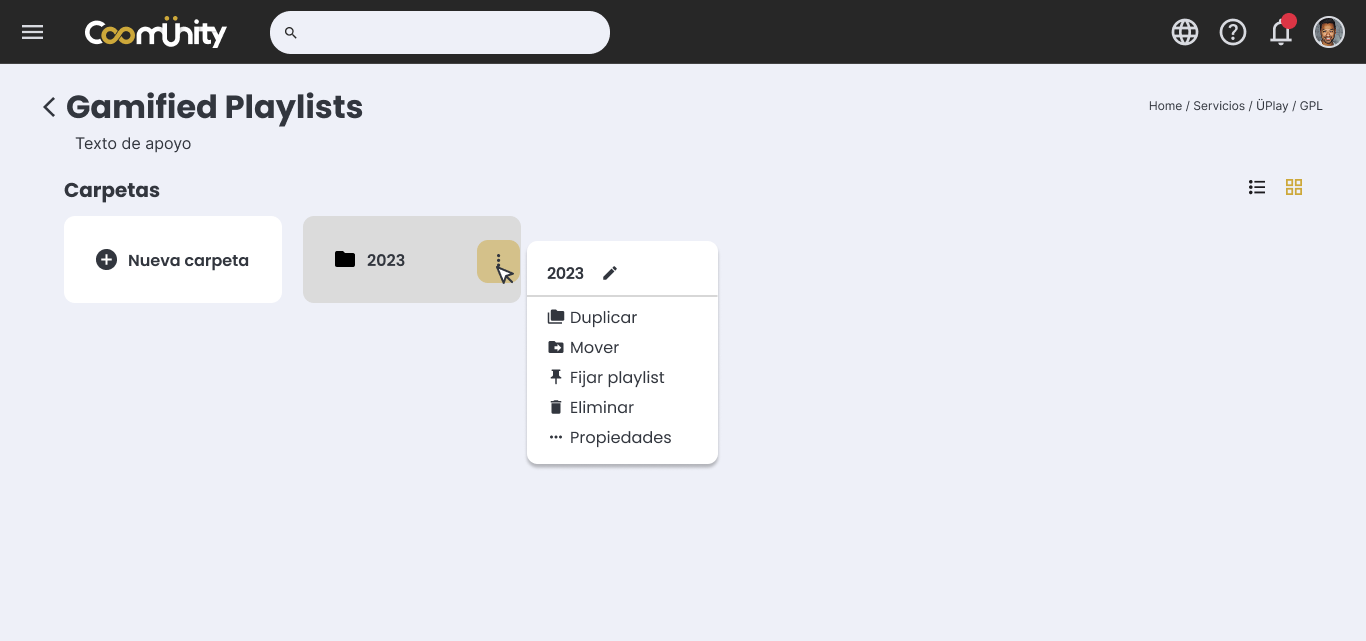 CoomÜnity
Gamified Playlists
Home / Servicios / ÜPlay / GPL
Texto de apoyo
Carpetas
Nueva carpeta
2023
2023
Duplicar
Mover
Fijar playlist
Eliminar
Propiedades